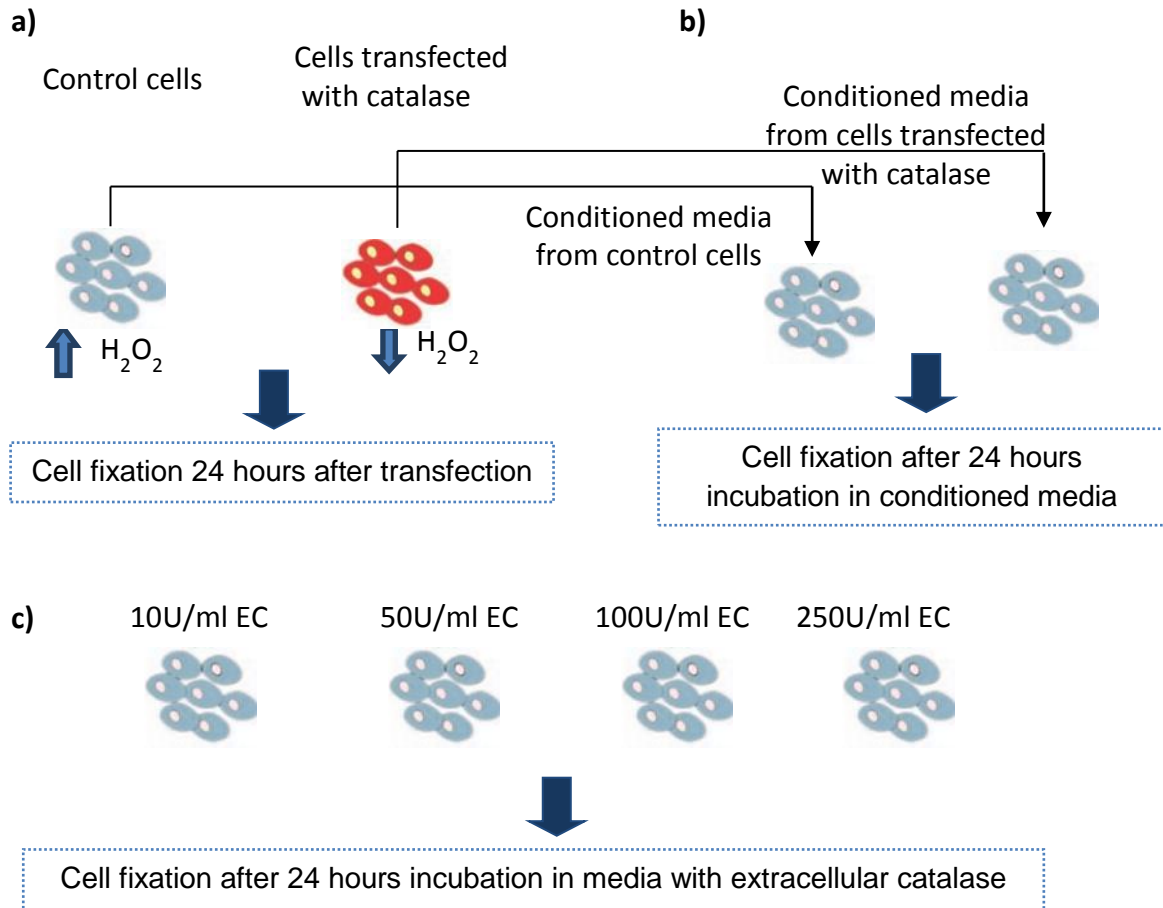 a)
Control cells
Cells transfected
with catalase
H₂O₂
H₂O₂
Cell fixation 24 hours after transfection
b)
Conditioned media
from cells transfected
with catalase
Conditioned media
from control cells
Cell fixation after 24 hours
incubation in conditioned media
c)
10U/ml EC
50U/ml EC
100U/ml EC
250U/ml EC
Cell fixation after 24 hours incubation in media with extracellular catalase